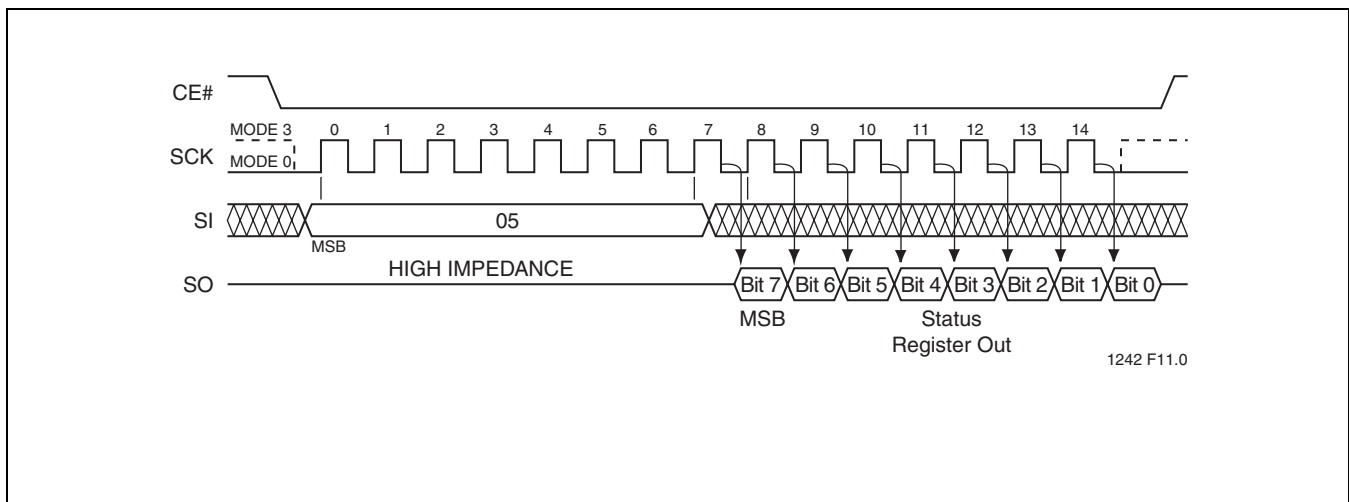 CE#
MODE 3 0 1 2 3 4 5 6 7 8 9 10 11 12 13 14
SCK
MODE 0
SI 05
MSB
HIGH IMPEDANCE
SO Bit 7 Bit 6 Bit 5 Bit 4 Bit 3 Bit 2 Bit 1 Bit 0
MSB Status
Register Out
1242 F11.0